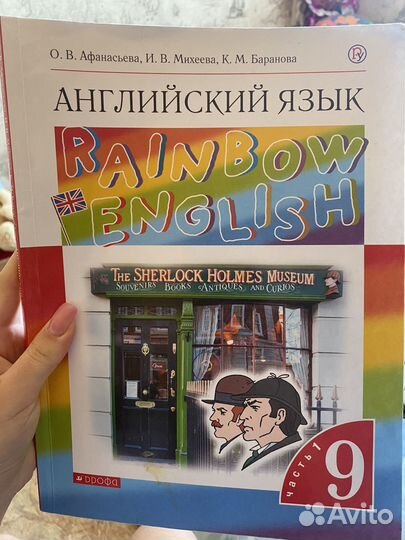 О. В. Афанасьева, И. В. Михеева, К. М. Баранова
АНГЛИЙСКИЙ ЯЗЫК
RAINBOW
ENGLISH
THE SHERLOCK HOLMES MUSEUM
SOUVENIRS BOOKS ANTIQUES AND CURIOS
часть 1
9
дрофа
Avito